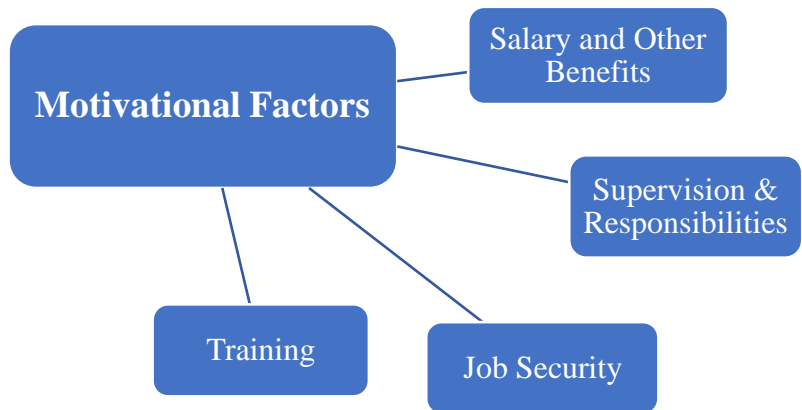 Salary and Other
Benefits
Motivational Factors
Supervision &
Responsibilities
Training
Job Security